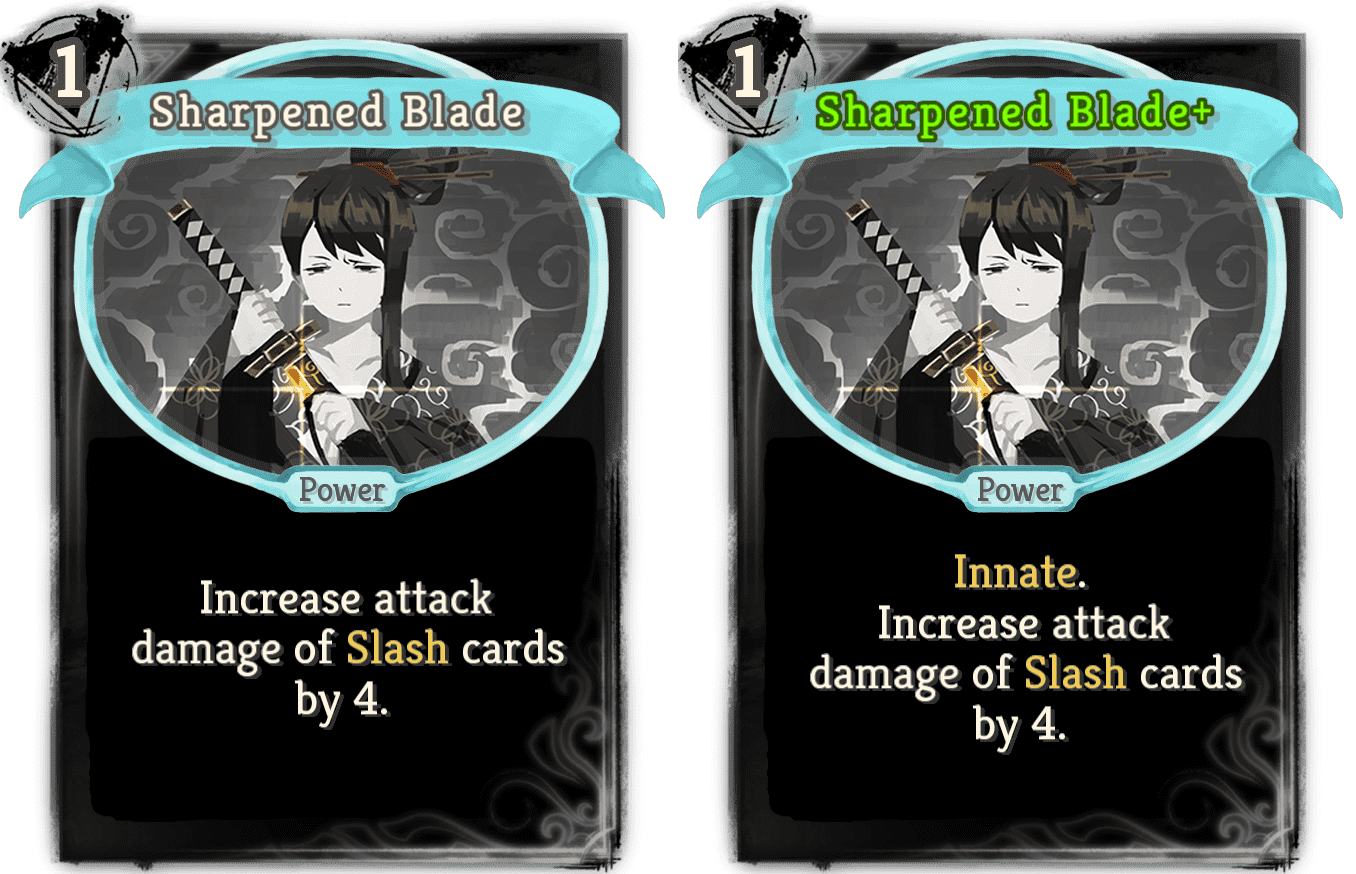 1
Sharpened Blade
Power
Increase attack
damage of Slash cards
by 4.
1
Sharpened Blade+
Power
Innate.
Increase attack
damage of Slash cards
by 4.